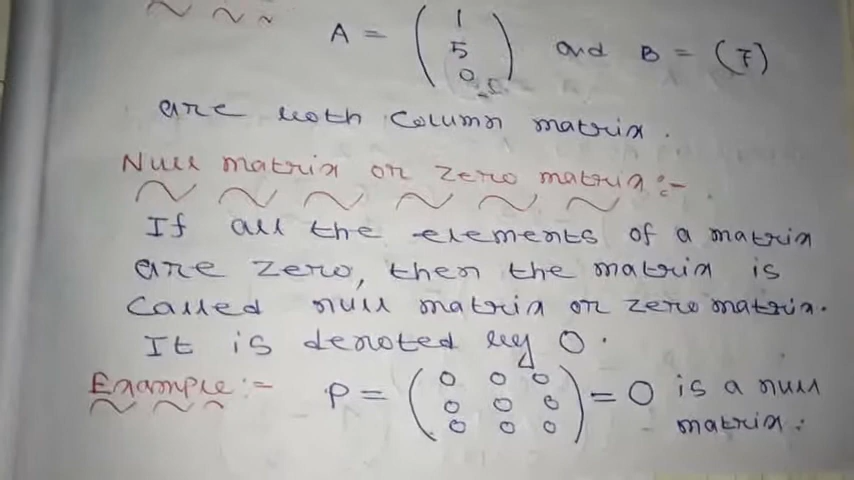 A = ( 1 5 0 ) and B = (7)
are both column matrix.
Null matrix or zero matrix :-
If all the elements of a matrix
are zero, then the matrix is
called null matrix or zero matrix.
It is denoted by 0.
Example :- P = ( 0 0 0 0 0 0 0 0 0 ) = 0 is a null
matrix.